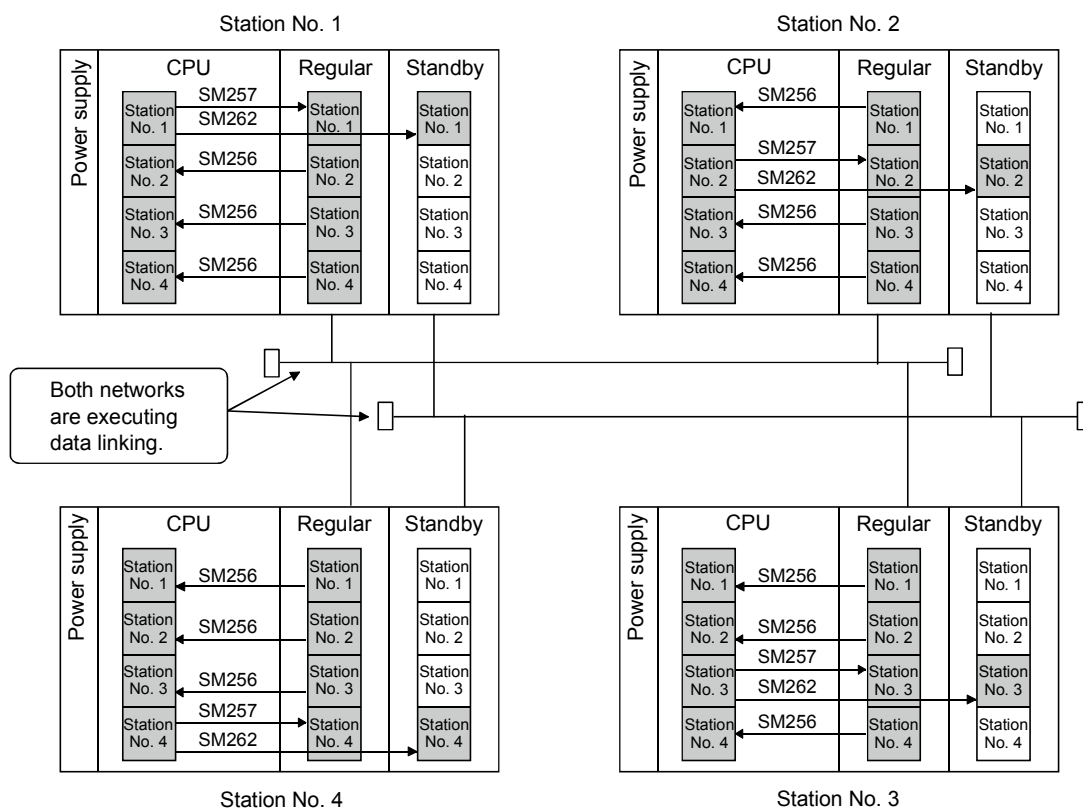 Station No. 1
Power supply
CPU
Regular
Standby
Station
No. 1
SM257
SM262
Station
No. 1
Station
No. 1
Station
No. 2
SM256
Station
No. 2
Station
No. 2
Station
No. 3
SM256
Station
No. 3
Station
No. 3
Station
No. 4
SM256
Station
No. 4
Station
No. 4
Station No. 2
Power supply
CPU
Regular
Standby
Station
No. 1
SM256
Station
No. 1
Station
No. 1
Station
No. 2
SM257
SM262
Station
No. 2
Station
No. 2
Station
No. 3
SM256
Station
No. 3
Station
No. 3
Station
No. 4
SM256
Station
No. 4
Station
No. 4
Both networks
are executing
data linking.
Power supply
CPU
Regular
Standby
Station
No. 1
SM256
Station
No. 1
Station
No. 1
Station
No. 2
SM256
Station
No. 2
Station
No. 2
Station
No. 3
SM256
Station
No. 3
Station
No. 3
Station
No. 4
SM257
SM262
Station
No. 4
Station
No. 4
Station No. 4
Power supply
CPU
Regular
Standby
Station
No. 1
SM256
Station
No. 1
Station
No. 1
Station
No. 2
SM256
Station
No. 2
Station
No. 2
Station
No. 3
SM257
SM262
Station
No. 3
Station
No. 3
Station
No. 4
SM256
Station
No. 4
Station
No. 4
Station No. 3